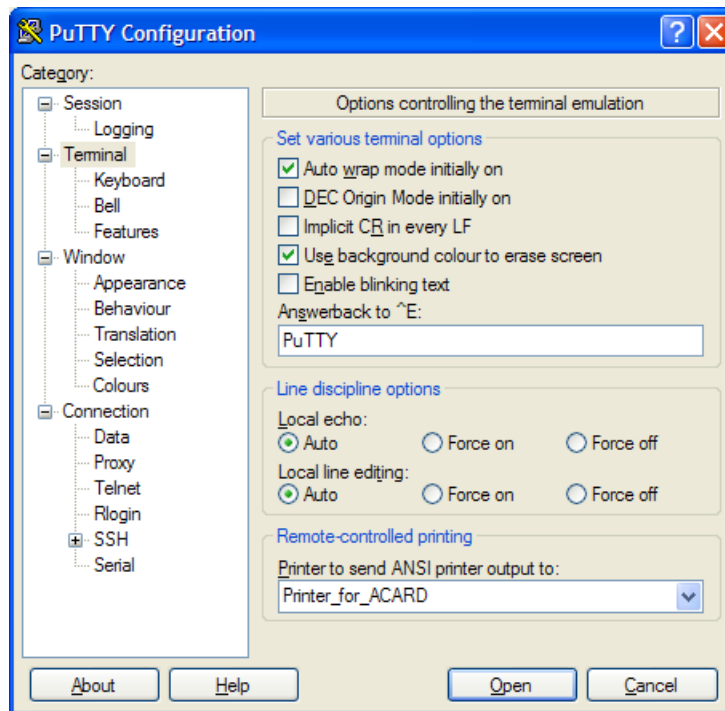 PuTTY Configuration
Category:
Session
Logging
Terminal
Keyboard
Bell
Features
Window
Appearance
Behaviour
Translation
Selection
Colours
Connection
Data
Proxy
Telnet
Rlogin
SSH
Serial
Options controlling the terminal emulation
Set various terminal options
Auto wrap mode initially on
DEC Origin Mode initially on
Implicit CR in every LF
Use background colour to erase screen
Enable blinking text
Answerback to ^E:
PuTTY
Line discipline options
Local echo:
Auto Force on Force off
Local line editing:
Auto Force on Force off
Remote-controlled printing
Printer to send ANSI printer output to:
Printer_for_ACARD
About Help Open Cancel